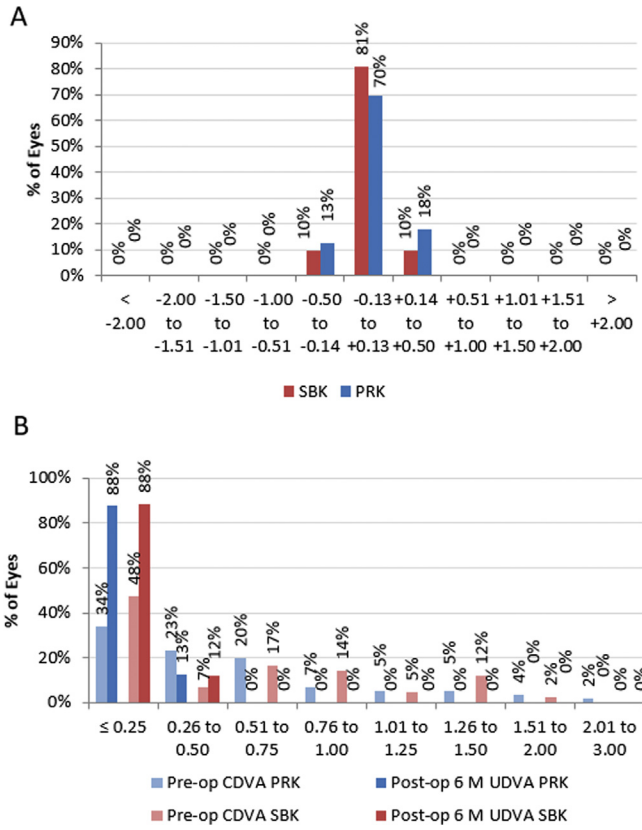 A
90%
80%
70%
60%
50%
40%
30%
20%
10%
0%
% of Eyes
0% 0% 0% 0% 0% 0% 0% 0% 10% 13% 81% 70% 10% 18% 0% 0% 0% 0% 0% 0% 0% 0%
< -2.00 -1.50 -1.00 -0.50 -0.13 +0.14 +0.51 +1.01 +1.51 >
-2.00 to to to to to to to to to +2.00
-1.51 -1.01 -0.51 -0.14 +0.13 +0.50 +1.00 +1.50 +2.00
SBK PRK
B
100%
80%
60%
40%
20%
0%
% of Eyes
34% 88% 48% 88% 23% 13% 7% 12% 20% 0% 17% 0% 7% 0% 14% 0% 5% 0% 5% 0% 5% 0% 12% 0% 4% 0% 2% 0% 2% 0% 0% 0%
≤ 0.25 0.26 to 0.51 to 0.76 to 1.01 to 1.26 to 1.51 to 2.01 to
0.50 0.75 1.00 1.25 1.50 2.00 3.00
Pre-op CDVA PRK Post-op 6 M UDVA PRK
Pre-op CDVA SBK Post-op 6 M UDVA SBK